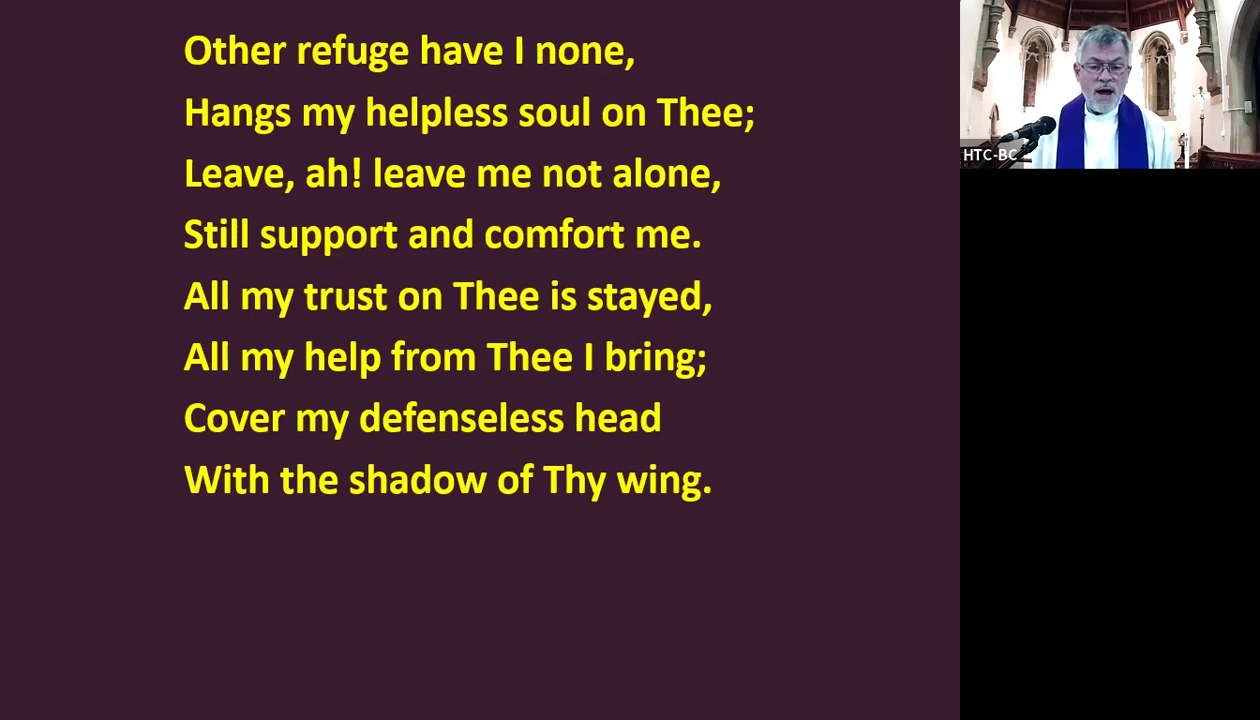 Other refuge have I none,
Hangs my helpless soul on Thee;
Leave, ah! leave me not alone,
Still support and comfort me.
All my trust on Thee is stayed,
All my help from Thee I bring;
Cover my defenseless head
With the shadow of Thy wing.
HTC-BC